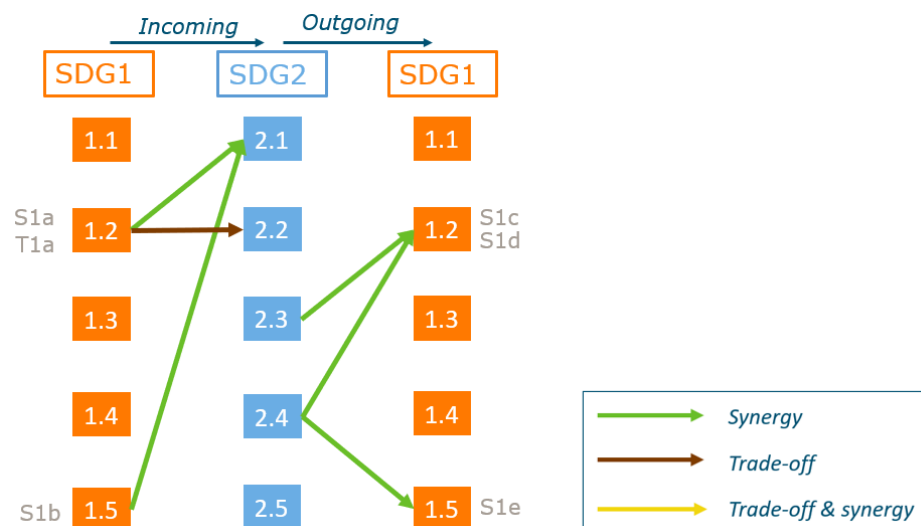 Incoming
Outgoing
SDG1
SDG2
SDG1
1.1
2.1
1.1
S1a
T1a
1.2
2.2
1.2
S1c
S1d
1.3
2.3
1.3
1.4
2.4
1.4
S1b
1.5
2.5
1.5
S1e
Synergy
Trade-off
Trade-off & synergy